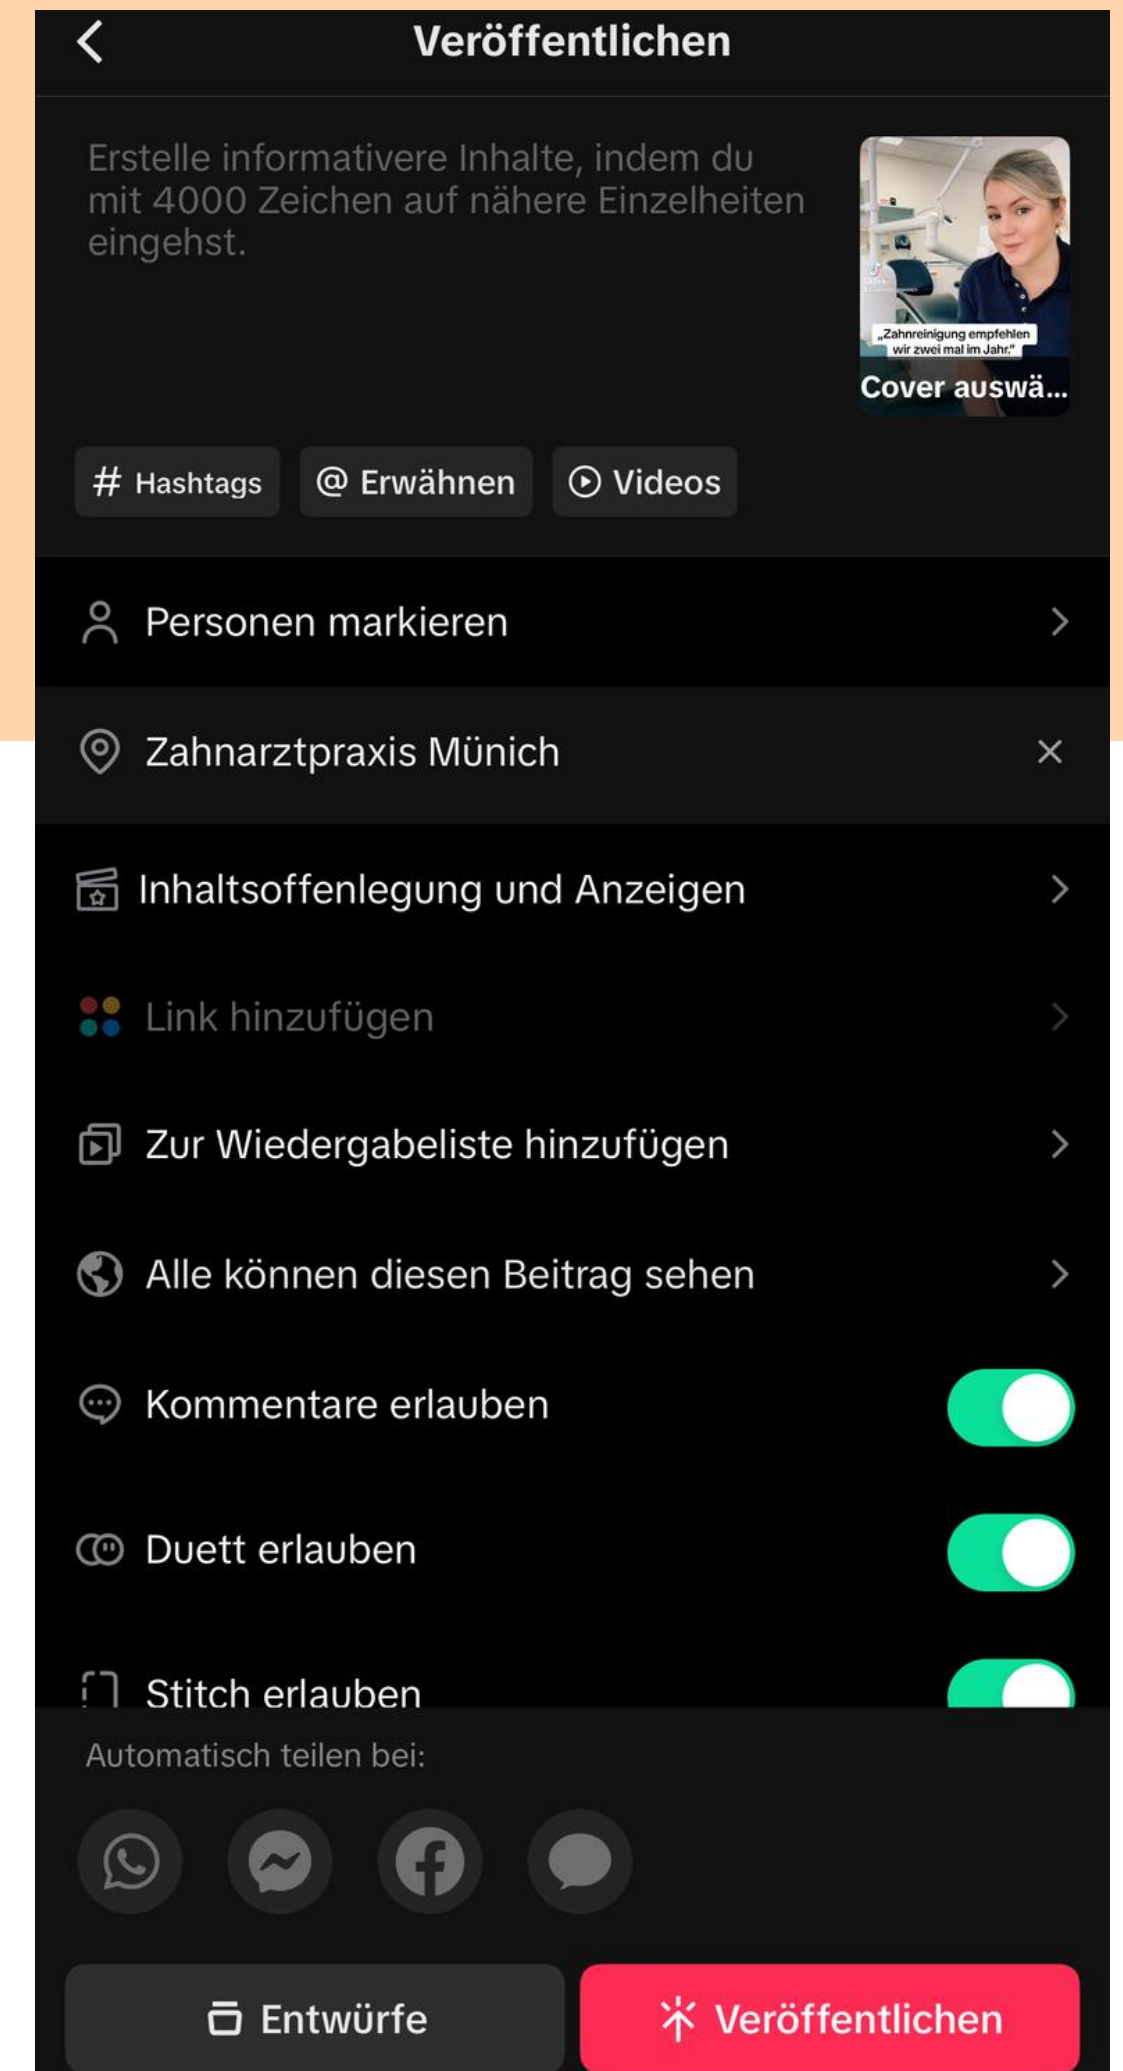 Veröffentlichen
Erstelle informativere Inhalte, indem du
mit 4000 Zeichen auf nähere Einzelheiten
eingehst.
„Zahnreinigung empfehlen
wir zwei mal im Jahr."
Cover auswä...
# Hashtags
@ Erwähnen
Videos
Personen markieren
Zahnarztpraxis Münich
Inhaltsoffenlegung und Anzeigen
Link hinzufügen
Zur Wiedergabeliste hinzufügen
Alle können diesen Beitrag sehen
Kommentare erlauben
Duett erlauben
Stitch erlauben
Automatisch teilen bei:
Entwürfe
Veröffentlichen